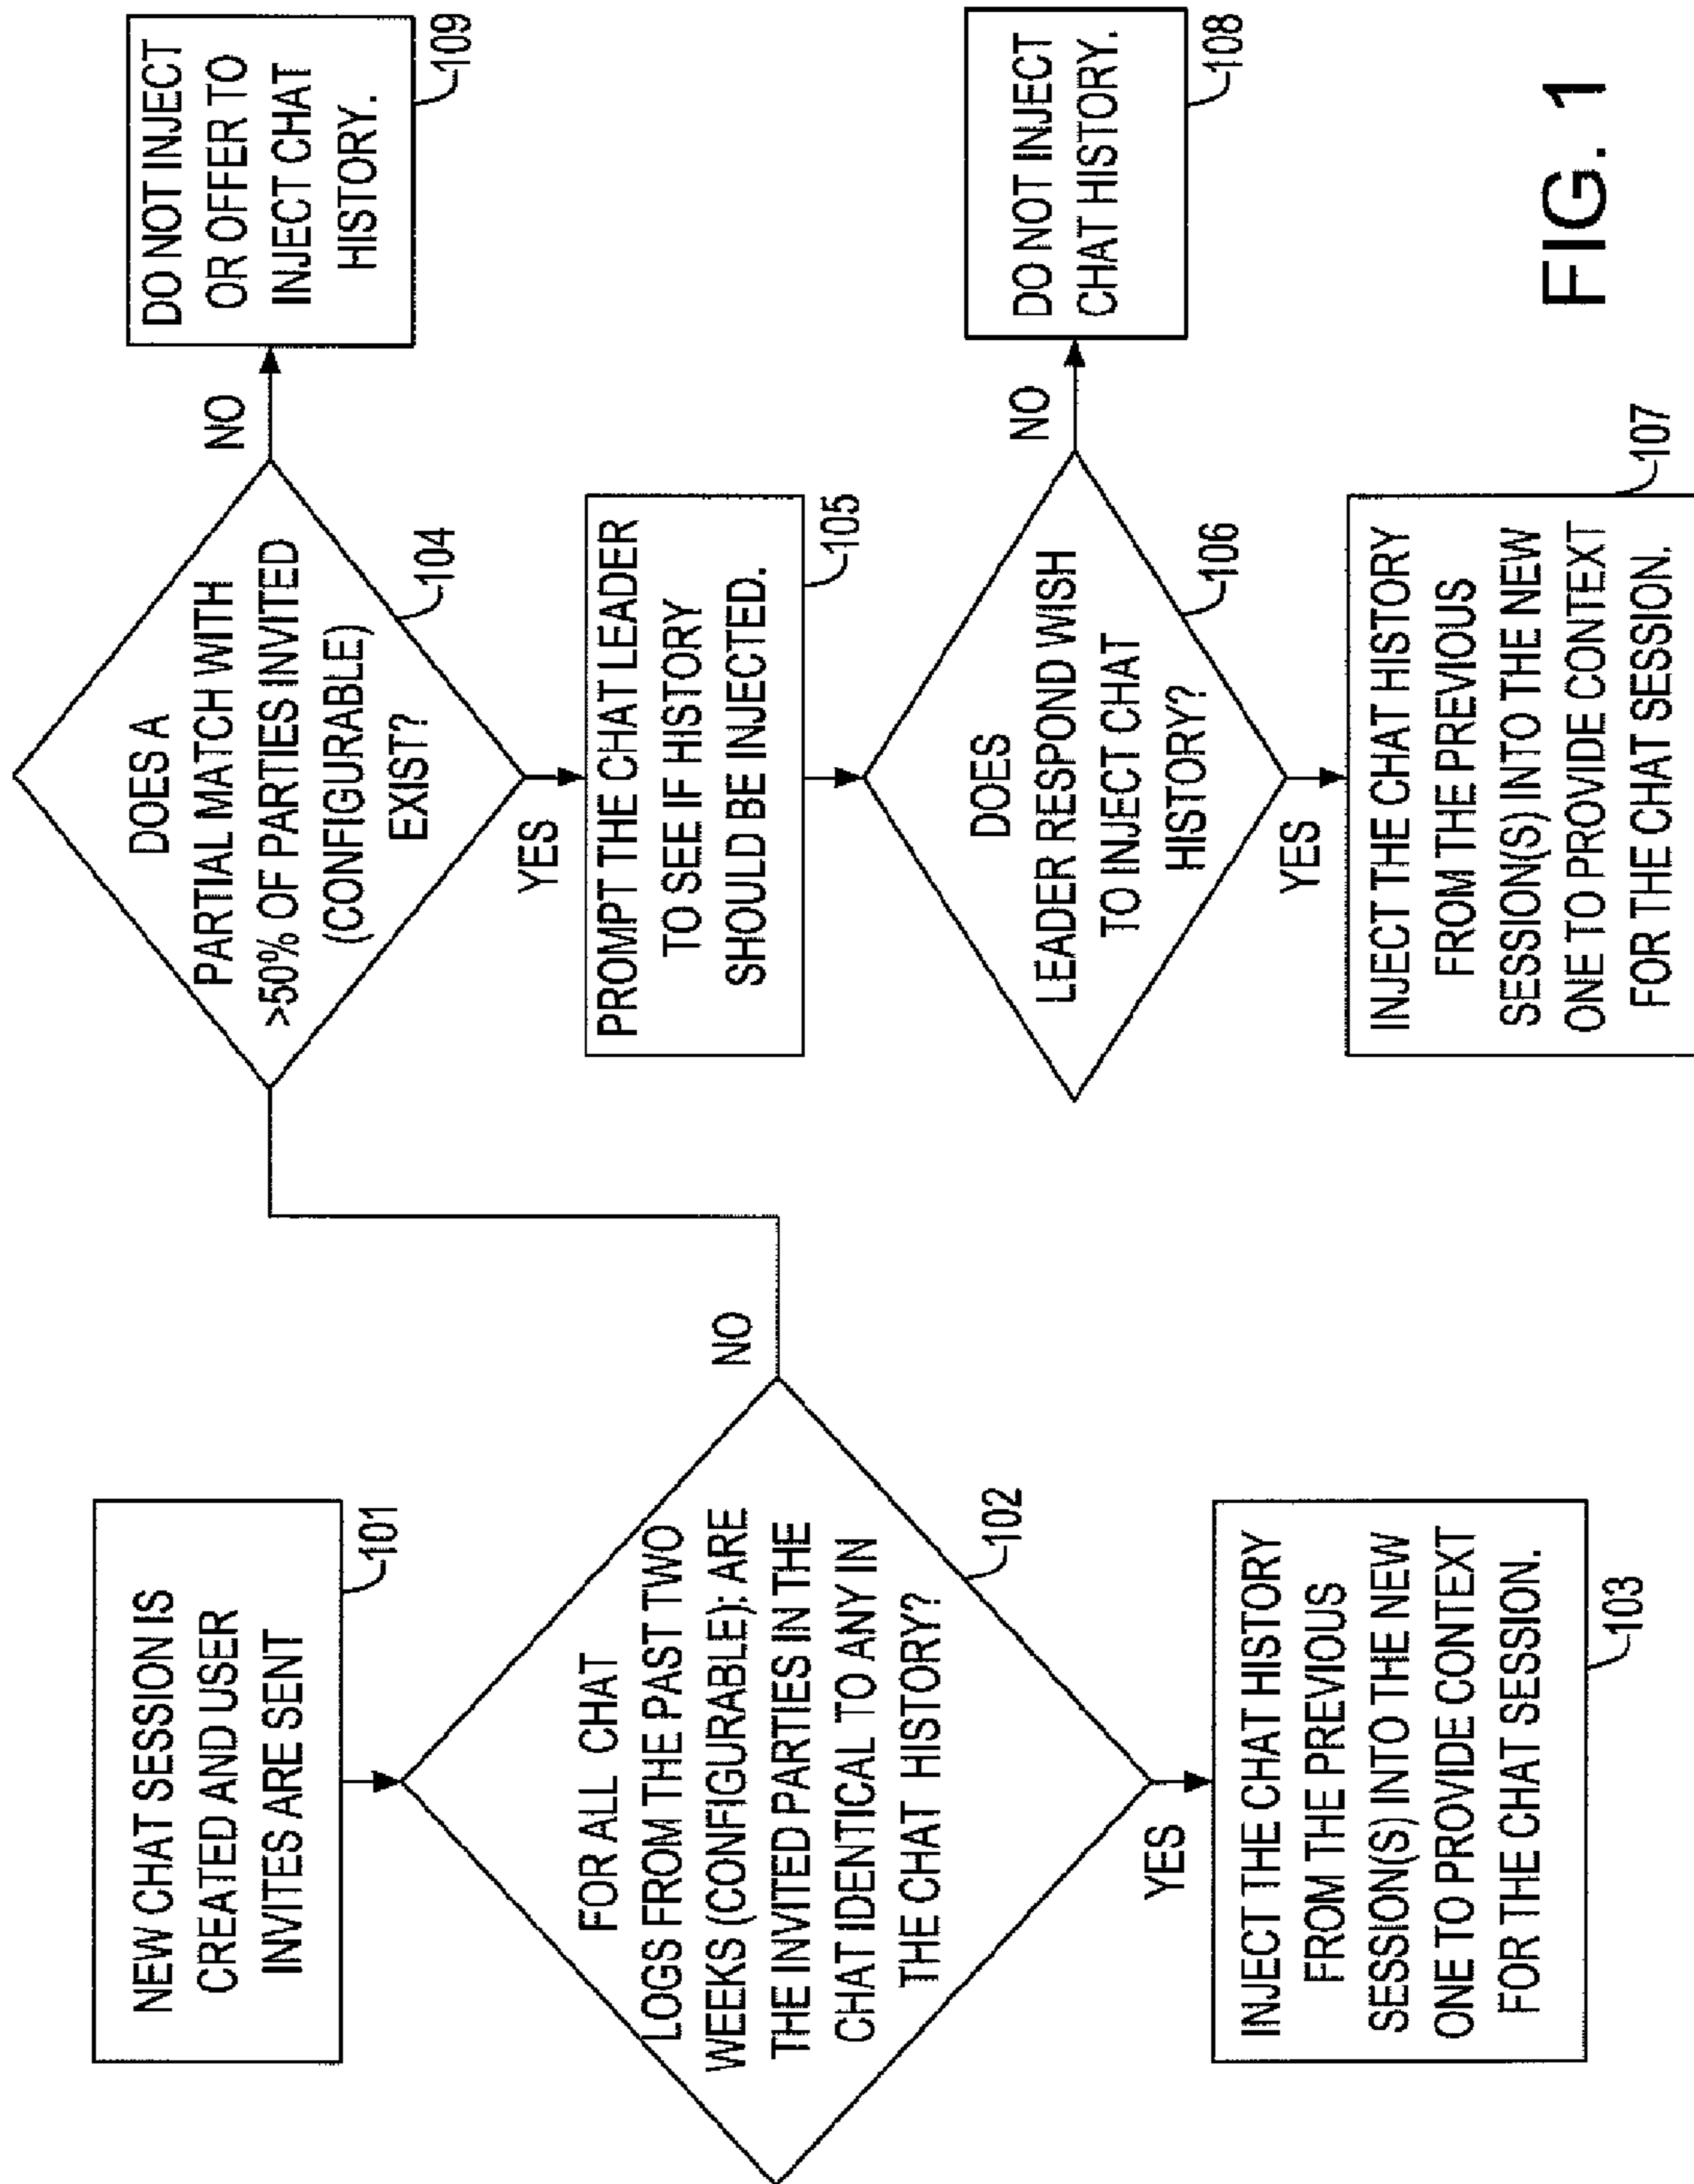 NEW CHAT SESSION IS
CREATED AND USER
INVITES ARE SENT
101
FOR ALL CHAT
LOGS FROM THE PAST TWO
WEEKS (CONFIGURABLE): ARE
THE INVITED PARTIES IN THE
CHAT IDENTICAL TO ANY IN
THE CHAT HISTORY?
102
NO
YES
INJECT THE CHAT HISTORY
FROM THE PREVIOUS
SESSION(S) INTO THE NEW
ONE TO PROVIDE CONTEXT
FOR THE CHAT SESSION.
103
DOES A
PARTIAL MATCH WITH
>50% OF PARTIES INVITED
(CONFIGURABLE)
EXIST?
104
NO
YES
DO NOT INJECT
OR OFFER TO
INJECT CHAT
HISTORY.
109
PROMPT THE CHAT LEADER
TO SEE IF HISTORY
SHOULD BE INJECTED.
105
DOES
LEADER RESPOND WISH
TO INJECT CHAT
HISTORY?
106
NO
YES
DO NOT INJECT
CHAT HISTORY.
108
INJECT THE CHAT HISTORY
FROM THE PREVIOUS
SESSION(S) INTO THE NEW
ONE TO PROVIDE CONTEXT
FOR THE CHAT SESSION.
107
FIG. 1